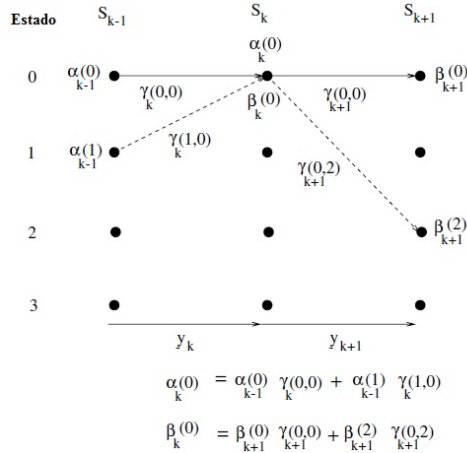 Estado S_{k-1} S_k S_{k+1}
α_k(0)
0 α_{k-1}(0) β_{k+1}(0)
γ_k(0,0) β_k(0) γ_{k+1}(0,0)
1 α_{k-1}(1) γ_k(1,0)
γ_{k+1}(0,2)
2 β_{k+1}(2)
3
y_k y_{k+1}
α_k(0) = α_{k-1}(0) γ_k(0,0) + α_{k-1}(1) γ_k(1,0)
β_k(0) = β_{k+1}(0) γ_{k+1}(0,0) + β_{k+1}(2) γ_{k+1}(0,2)